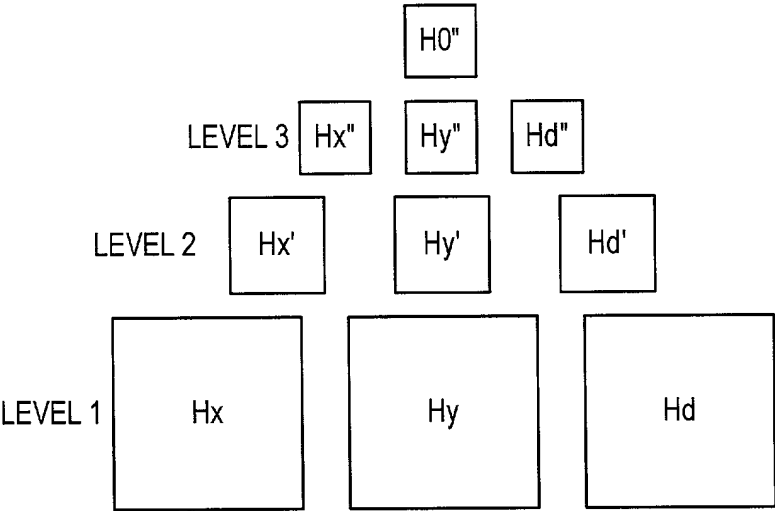 H0"
LEVEL 3 Hx" Hy" Hd"
LEVEL 2 Hx' Hy' Hd'
LEVEL 1 Hx Hy Hd